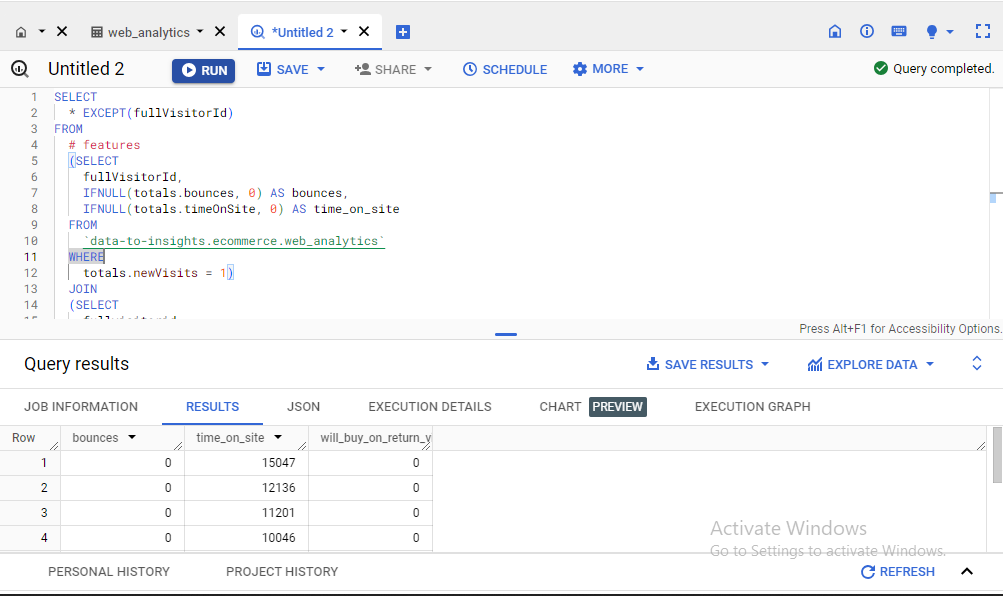 web_analytics *Untitled 2
Untitled 2 RUN SAVE SHARE SCHEDULE MORE Query completed.
1 SELECT
2 * EXCEPT(fullVisitorId)
3 FROM
4 # features
5 (SELECT
6 fullVisitorId,
7 IFNULL(totals.bounces, 0) AS bounces,
8 IFNULL(totals.timeOnSite, 0) AS time_on_site
9 FROM
10 `data-to-insights.ecommerce.web_analytics`
11 WHERE
12 totals.newVisits = 1)
13 JOIN
14 (SELECT
Press Alt+F1 for Accessibility Options.
Query results SAVE RESULTS EXPLORE DATA
JOB INFORMATION RESULTS JSON EXECUTION DETAILS CHART PREVIEW EXECUTION GRAPH
Row bounces time_on_site will_buy_on_return_v
1 0 15047 0
2 0 12136 0
3 0 11201 0
4 0 10046 0
Activate Windows
Go to Settings to activate Windows.
PERSONAL HISTORY PROJECT HISTORY REFRESH